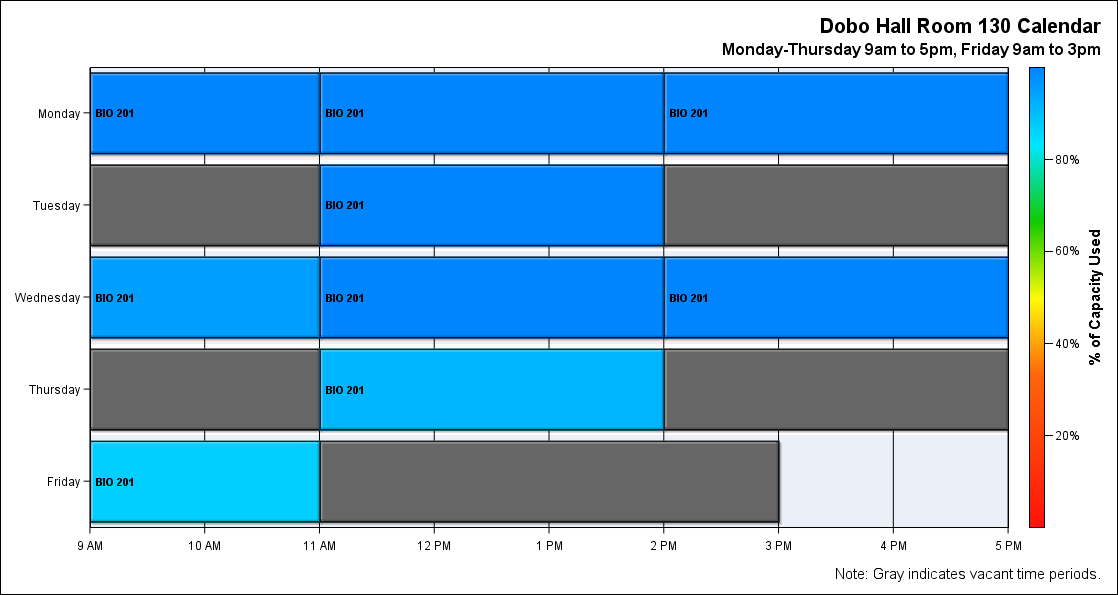 Dobo Hall Room 130 Calendar
Monday-Thursday 9am to 5pm, Friday 9am to 3pm
Monday
BIO 201
BIO 201
BIO 201
Tuesday
BIO 201
Wednesday
BIO 201
BIO 201
BIO 201
Thursday
BIO 201
Friday
BIO 201
9 AM
10 AM
11 AM
12 PM
1 PM
2 PM
3 PM
4 PM
5 PM
80%
60%
40%
20%
% of Capacity Used
Note: Gray indicates vacant time periods.